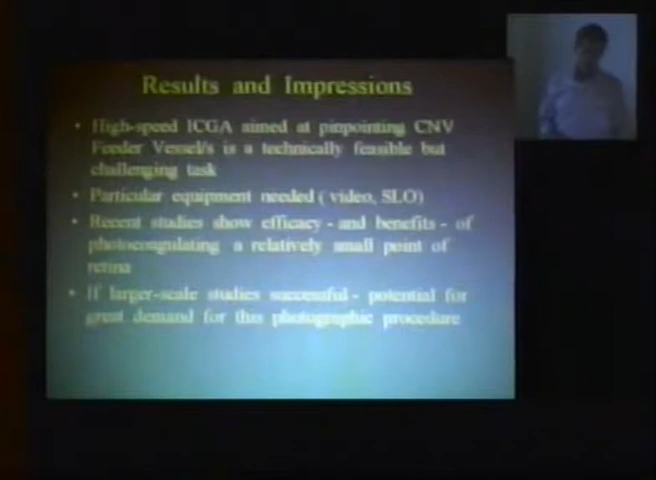 Results and Impressions
• High-speed ICGA aimed at pinpointing CNV
Feeder Vessel/s is a technically feasible but
challenging task
• Particular equipment needed ( video, SLO)
• Recent studies show efficacy - and benefits - of
photocoagulating a relatively small point of
retina
• If larger-scale studies successful - potential for
great demand for this photographic procedure